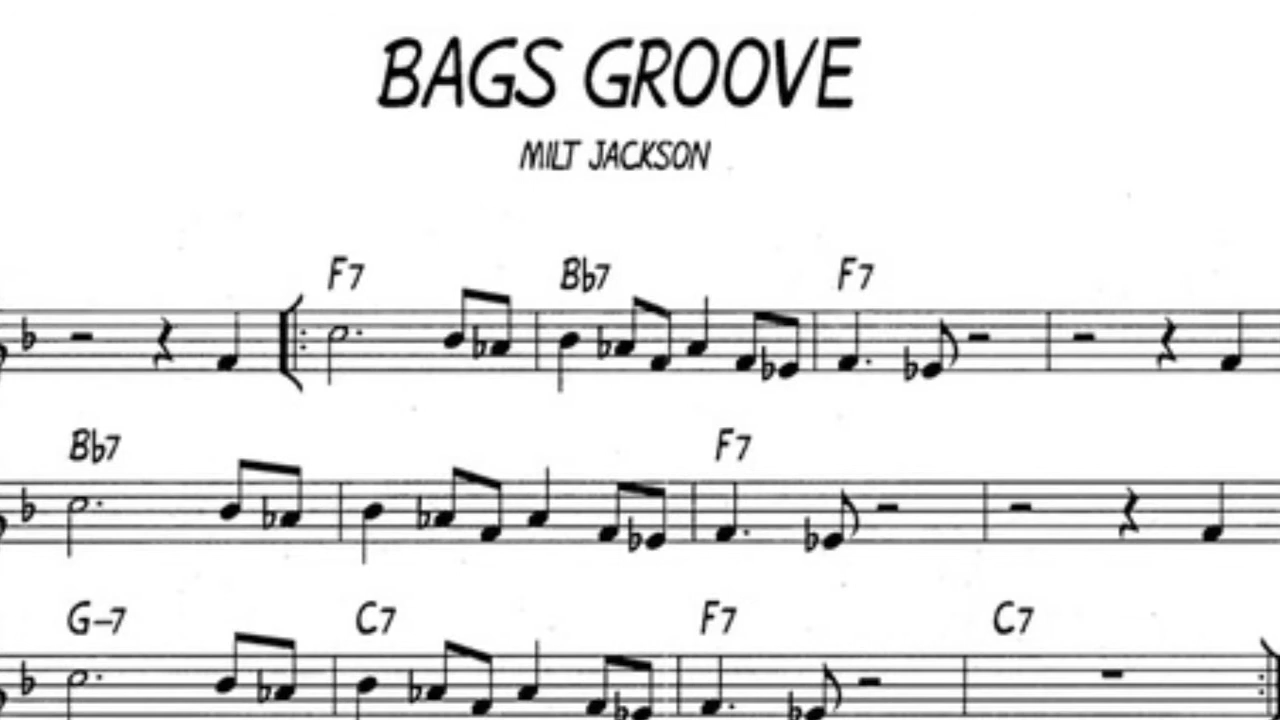 BAGS GROOVE
MILT JACKSON
F7 Bb7 F7
Bb7 F7
G-7 C7 F7 C7